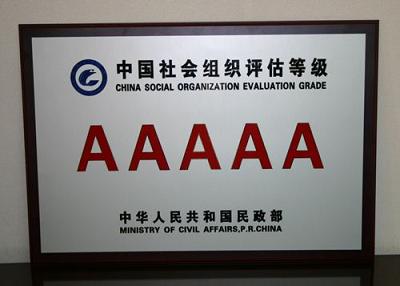 中国社会组织评估等级
CHINA SOCIAL ORGANIZATION EVALUATION GRADE
AAAAA
中华人民共和国民政部
MINISTRY OF CIVIL AFFAIRS,P.R.CHINA